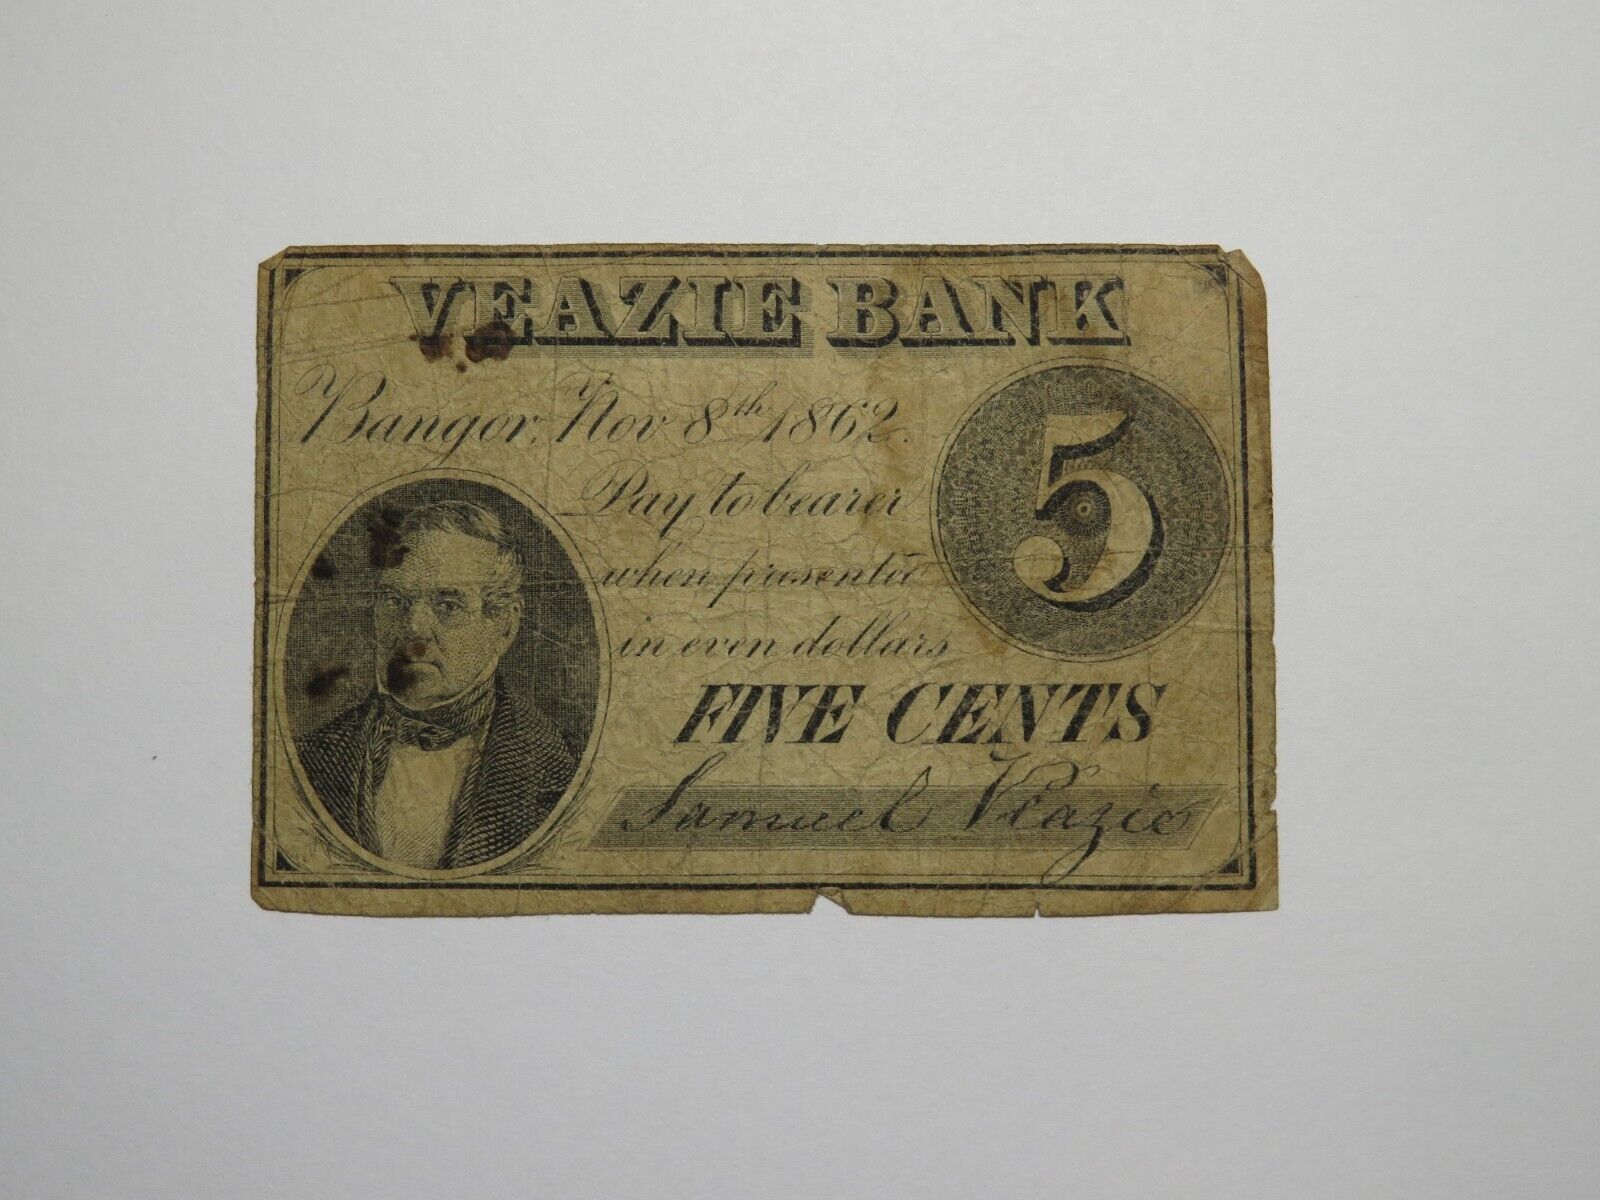 VEAZIE BANK
Bangor, Nov 8th 1862.
Pay to bearer
when presented
in even dollars
5
FIVE CENTS
Samuel Veazie